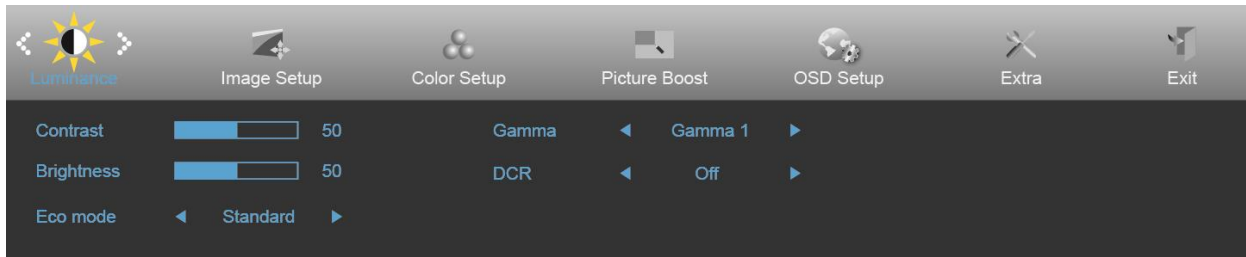 Luminance Image Setup Color Setup Picture Boost OSD Setup Extra Exit
Contrast 50 Gamma Gamma 1
Brightness 50 DCR Off
Eco mode Standard